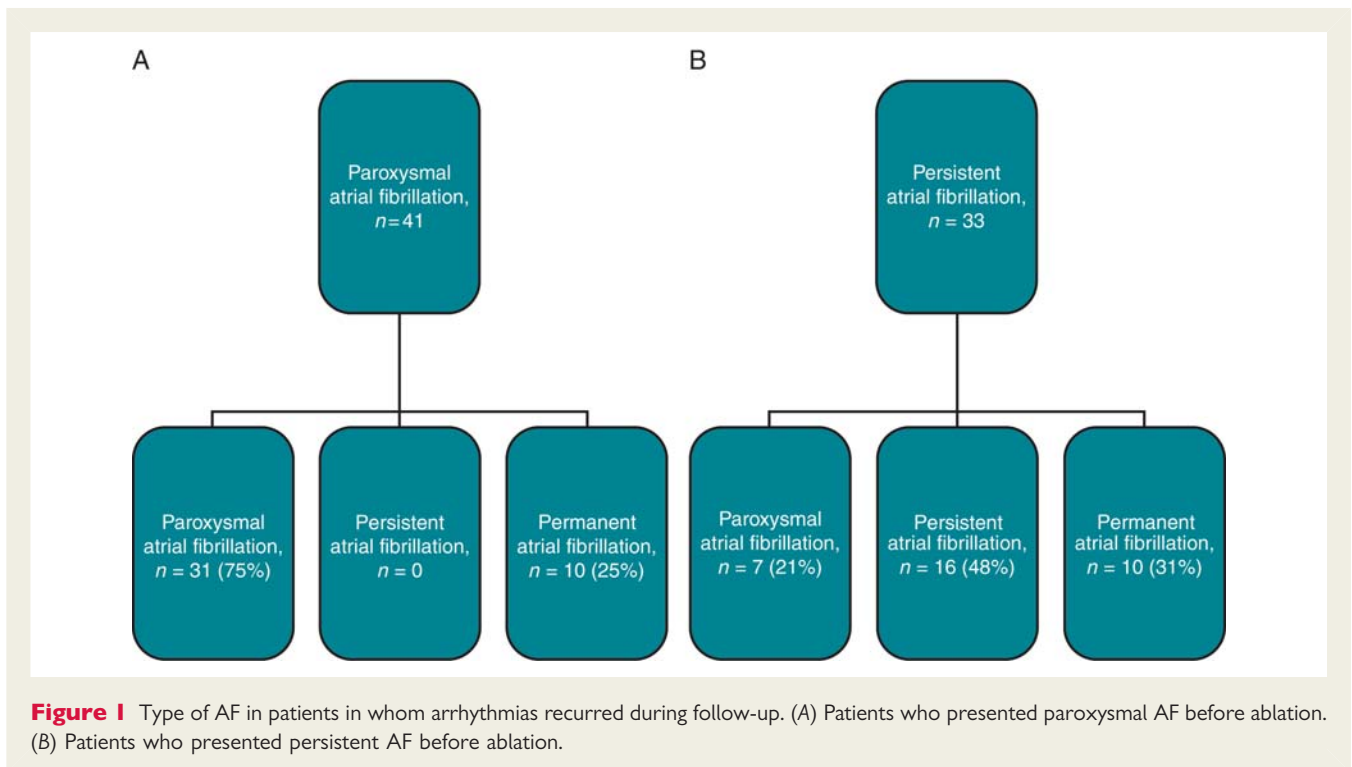 A
B
Paroxysmal
atrial fibrillation,
n=41
Persistent
atrial fibrillation,
n = 33
Paroxysmal
atrial fibrillation,
n = 31 (75%)
Persistent
atrial fibrillation,
n = 0
Permanent
atrial fibrillation,
n = 10 (25%)
Paroxysmal
atrial fibrillation,
n = 7 (21%)
Persistent
atrial fibrillation,
n = 16 (48%)
Permanent
atrial fibrillation,
n = 10 (31%)
Figure 1 Type of AF in patients in whom arrhythmias recurred during follow-up. (A) Patients who presented paroxysmal AF before ablation.
(B) Patients who presented persistent AF before ablation.